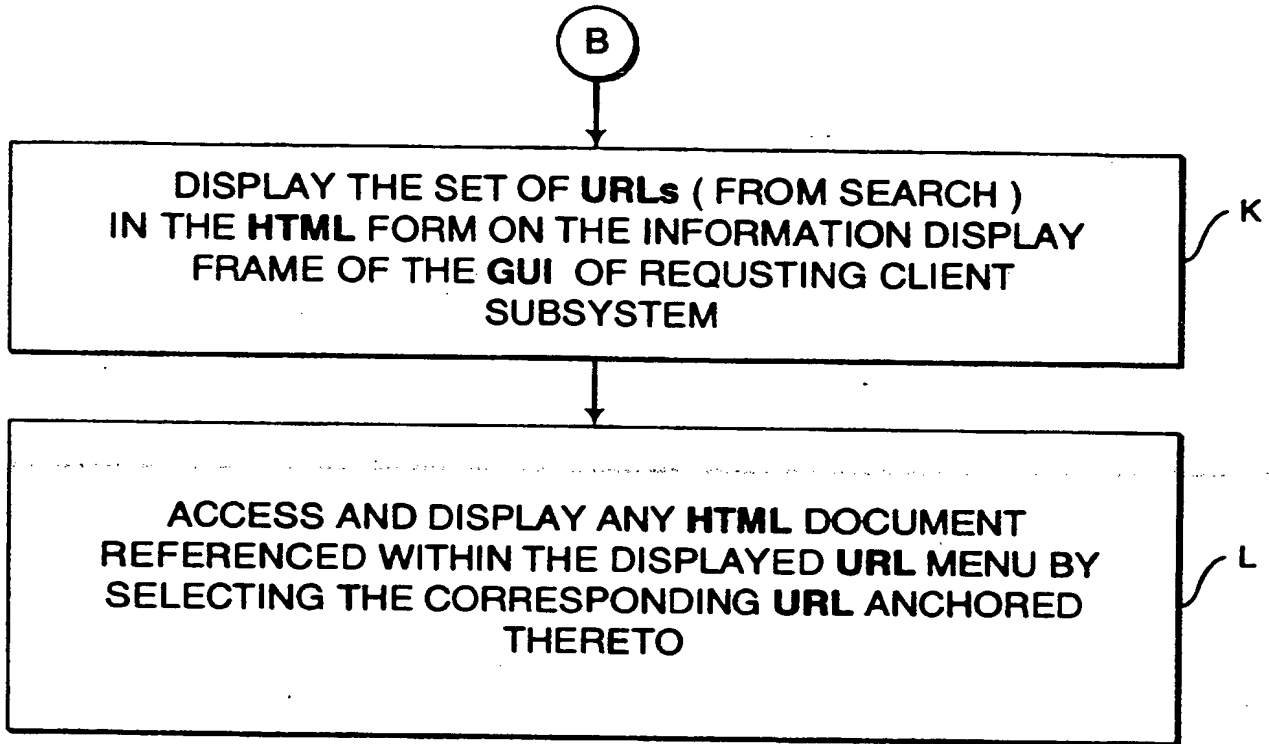 B
DISPLAY THE SET OF URLs ( FROM SEARCH )
IN THE HTML FORM ON THE INFORMATION DISPLAY
FRAME OF THE GUI OF REQUSTING CLIENT
SUBSYSTEM
K
ACCESS AND DISPLAY ANY HTML DOCUMENT
REFERENCED WITHIN THE DISPLAYED URL MENU BY
SELECTING THE CORRESPONDING URL ANCHORED
THERETO
L